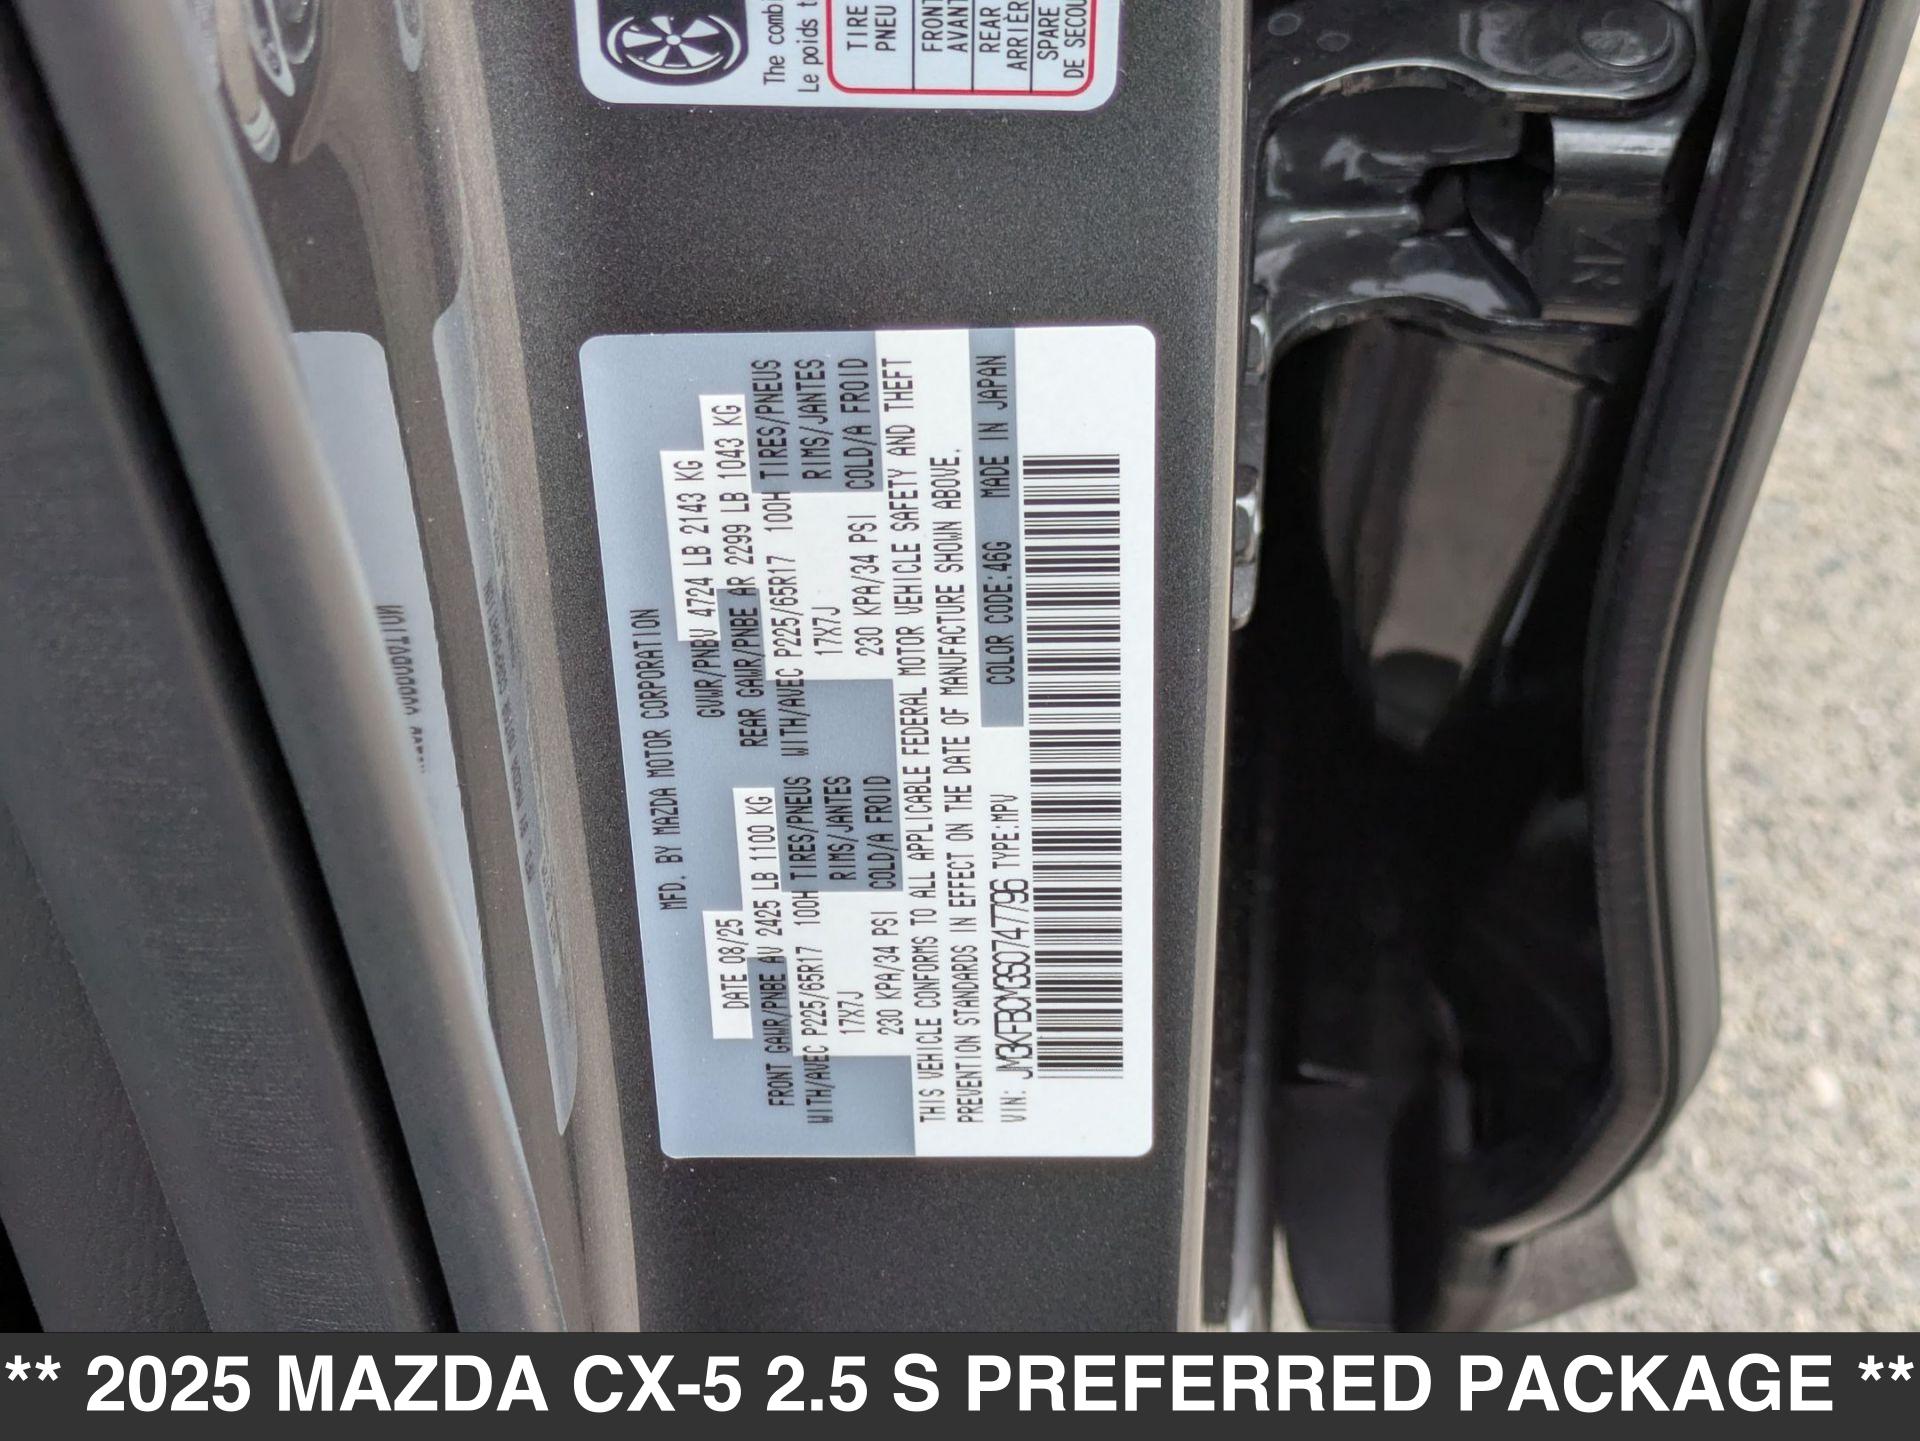 The combi
Le poids t
TIRE
PNEU
FRONT
AVANT
REAR
ARRIÈR
SPARE
DE SECOU
MFD. BY MAZDA MOTOR CORPORATION
DATE 08/25 GVWR/PNBV 4724 LB 2143 KG
FRONT GAWR/PNBE AV 2425 LB 1100 KG REAR GAWR/PNBE AR 2299 LB 1043 KG
WITH/AVEC P225/65R17 100H TIRES/PNEUS WITH/AVEC P225/65R17 100H TIRES/PNEUS
17X7J RIMS/JANTES 17X7J RIMS/JANTES
230 KPA/34 PSI COLD/A FROID 230 KPA/34 PSI COLD/A FROID
THIS VEHICLE CONFORMS TO ALL APPLICABLE FEDERAL MOTOR VEHICLE SAFETY AND THEFT
PREVENTION STANDARDS IN EFFECT ON THE DATE OF MANUFACTURE SHOWN ABOVE.
VIN: JM3KFBCM3S0747796 TYPE:MPV COLOR CODE:46G MADE IN JAPAN
** 2025 MAZDA CX-5 2.5 S PREFERRED PACKAGE **